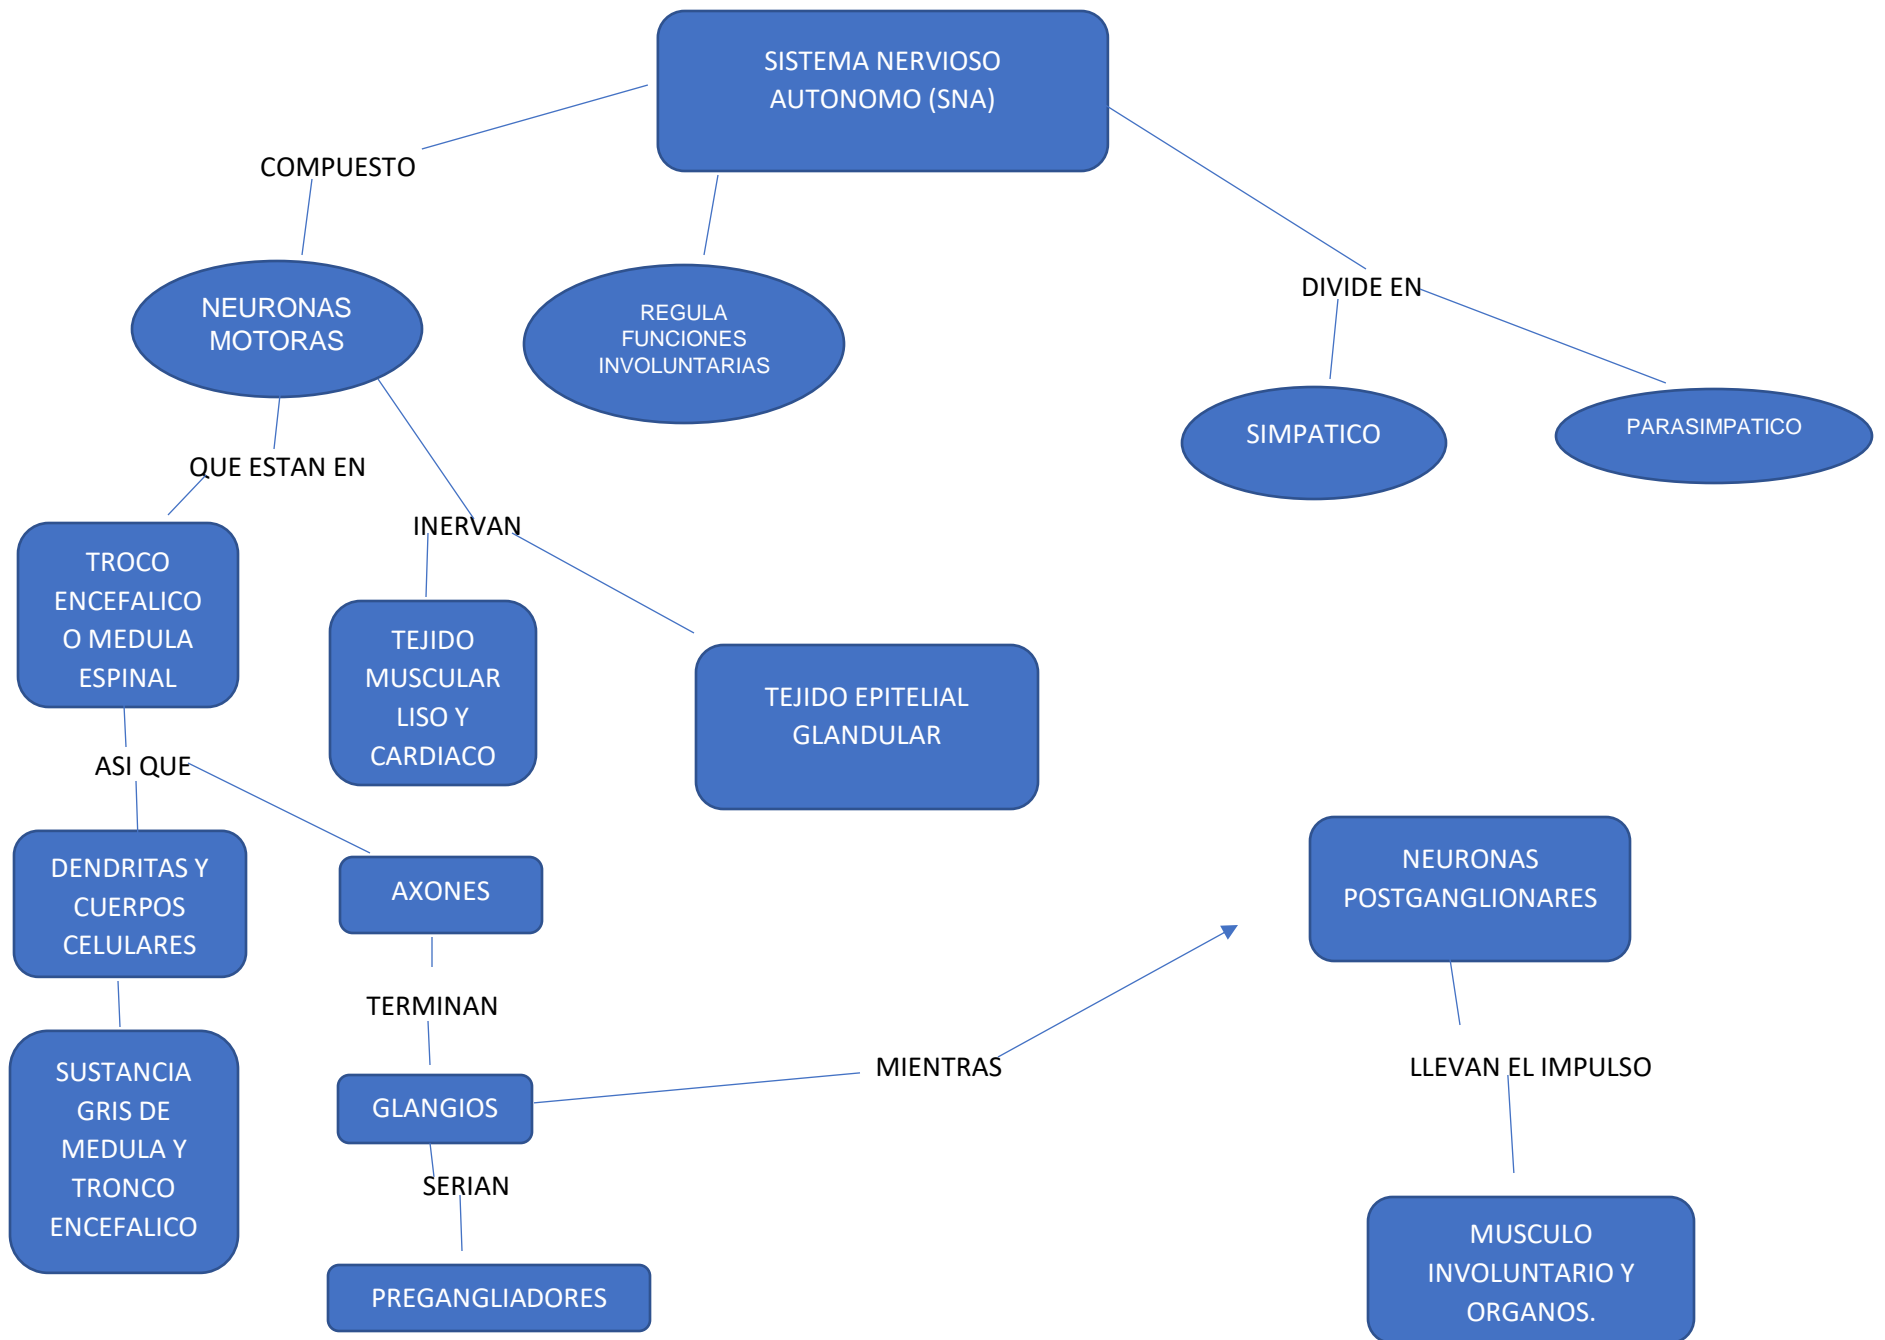 SISTEMA NERVIOSO
AUTONOMO (SNA)
COMPUESTO
DIVIDE EN
NEURONAS
MOTORAS
REGULA
FUNCIONES
INVOLUNTARIAS
SIMPATICO
PARASIMPATICO
QUE ESTAN EN
INERVAN
TROCO
ENCEFALICO
O MEDULA
ESPINAL
TEJIDO
MUSCULAR
LISO Y
CARDIACO
TEJIDO EPITELIAL
GLANDULAR
ASI QUE
DENDRITAS Y
CUERPOS
CELULARES
AXONES
NEURONAS
POSTGANGLIONARES
TERMINAN
SUSTANCIA
GRIS DE
MEDULA Y
TRONCO
ENCEFALICO
GLANGIOS
MIENTRAS
LLEVAN EL IMPULSO
SERIAN
PREGANGLIADORES
MUSCULO
INVOLUNTARIO Y
ORGANOS.